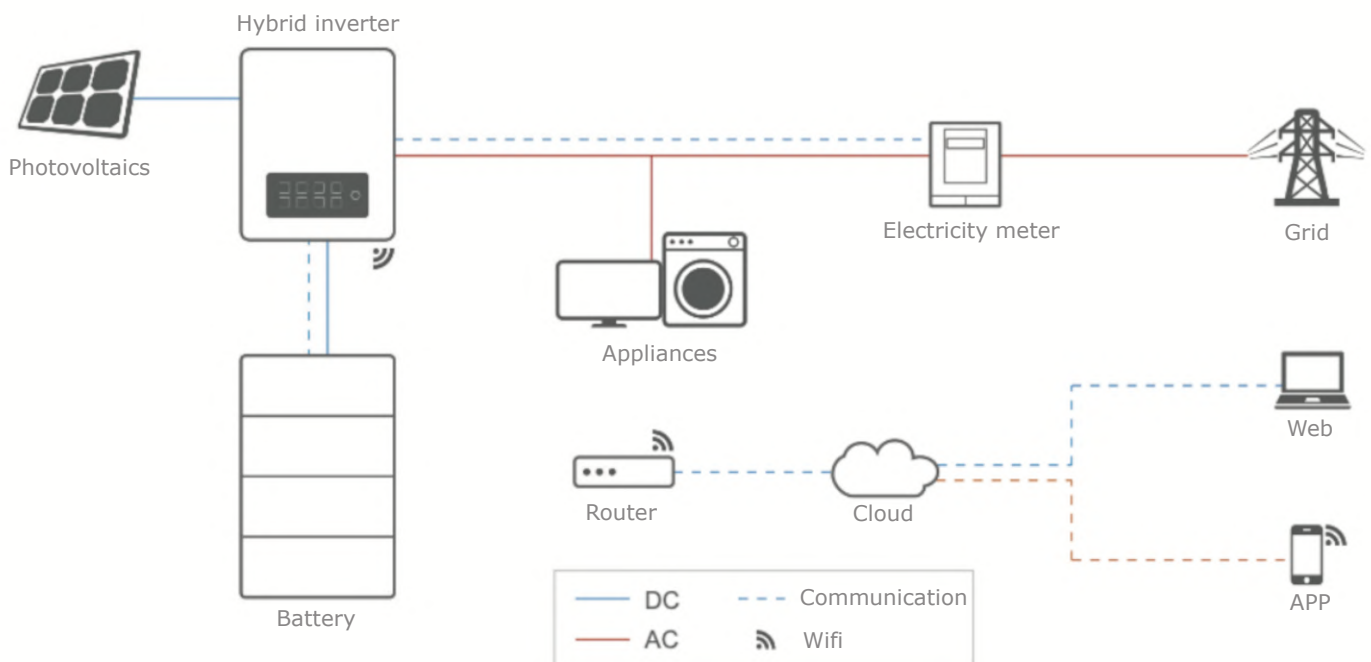 Hybrid inverter
Photovoltaics
Electricity meter
Grid
Appliances
Web
Router
Cloud
Battery
APP
DC
Communication
AC
Wifi